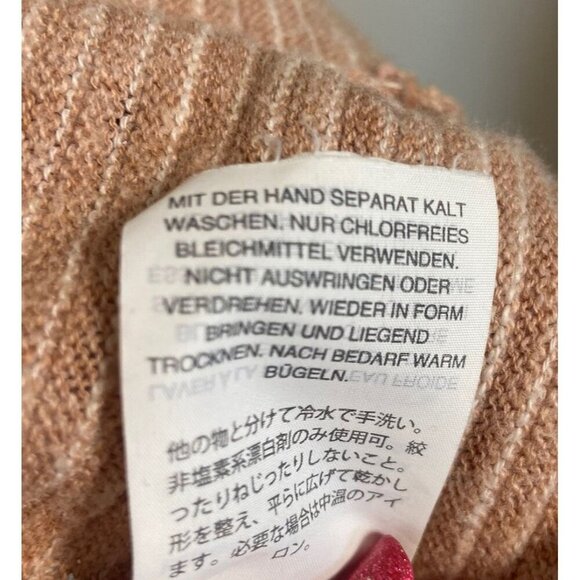 MIT DER HAND SEPARAT KALT
WASCHEN. NUR CHLORFREIES
BLEICHMITTEL VERWENDEN.
NICHT AUSWRINGEN ODER
VERDREHEN. WIEDER IN FORM
BRINGEN UND LIEGEND
TROCKNEN. NACH BEDARF WARM
BÜGELN.
他の物と分けて冷水で手洗い。
非塩素系漂白剤のみ使用可。絞
ったりねじったりしないこと。
形を整え、平らに広げて乾かし
ます。必要な場合は中温のアイ
ロン。